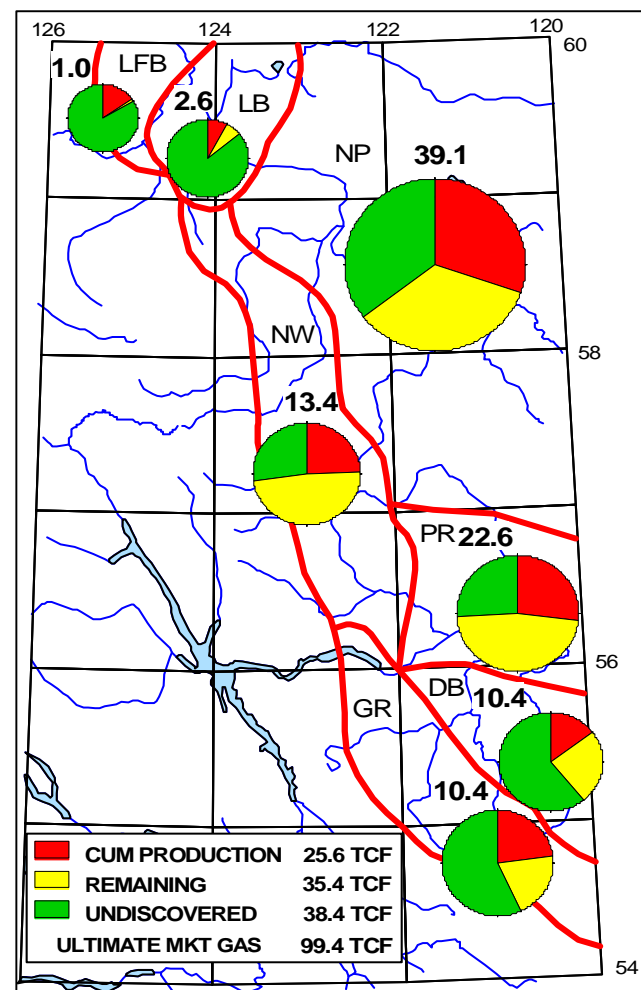 126 124 122 120
60
LFB
1.0
2.6 LB
NP 39.1
NW
58
13.4
PR 22.6
56
DB
10.4
GR
10.4
CUM PRODUCTION 25.6 TCF
REMAINING 35.4 TCF
UNDISCOVERED 38.4 TCF
ULTIMATE MKT GAS 99.4 TCF
54